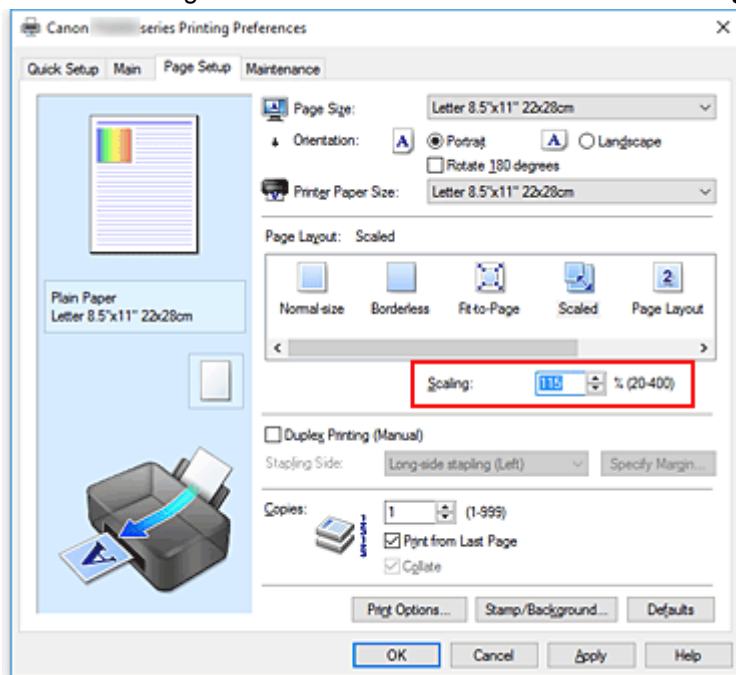 Canon series Printing Preferences
Quick Setup Main Page Setup Maintenance
Page Size: Letter 8.5"x11" 22x28cm
Orientation: A Portrait A Landscape
Rotate 180 degrees
Printer Paper Size: Letter 8.5"x11" 22x28cm
Page Layout: Scaled
2
Normal-size Borderless Fit-to-Page Scaled Page Layout
Plain Paper
Letter 8.5"x11" 22x28cm
Scaling: 115 % (20-400)
Duplex Printing (Manual)
Stapling Side: Long-side stapling (Left) Specify Margin...
Copies: 1 (1-999)
Print from Last Page
Collate
A
Print Options... Stamp/Background... Defaults
OK Cancel Apply Help